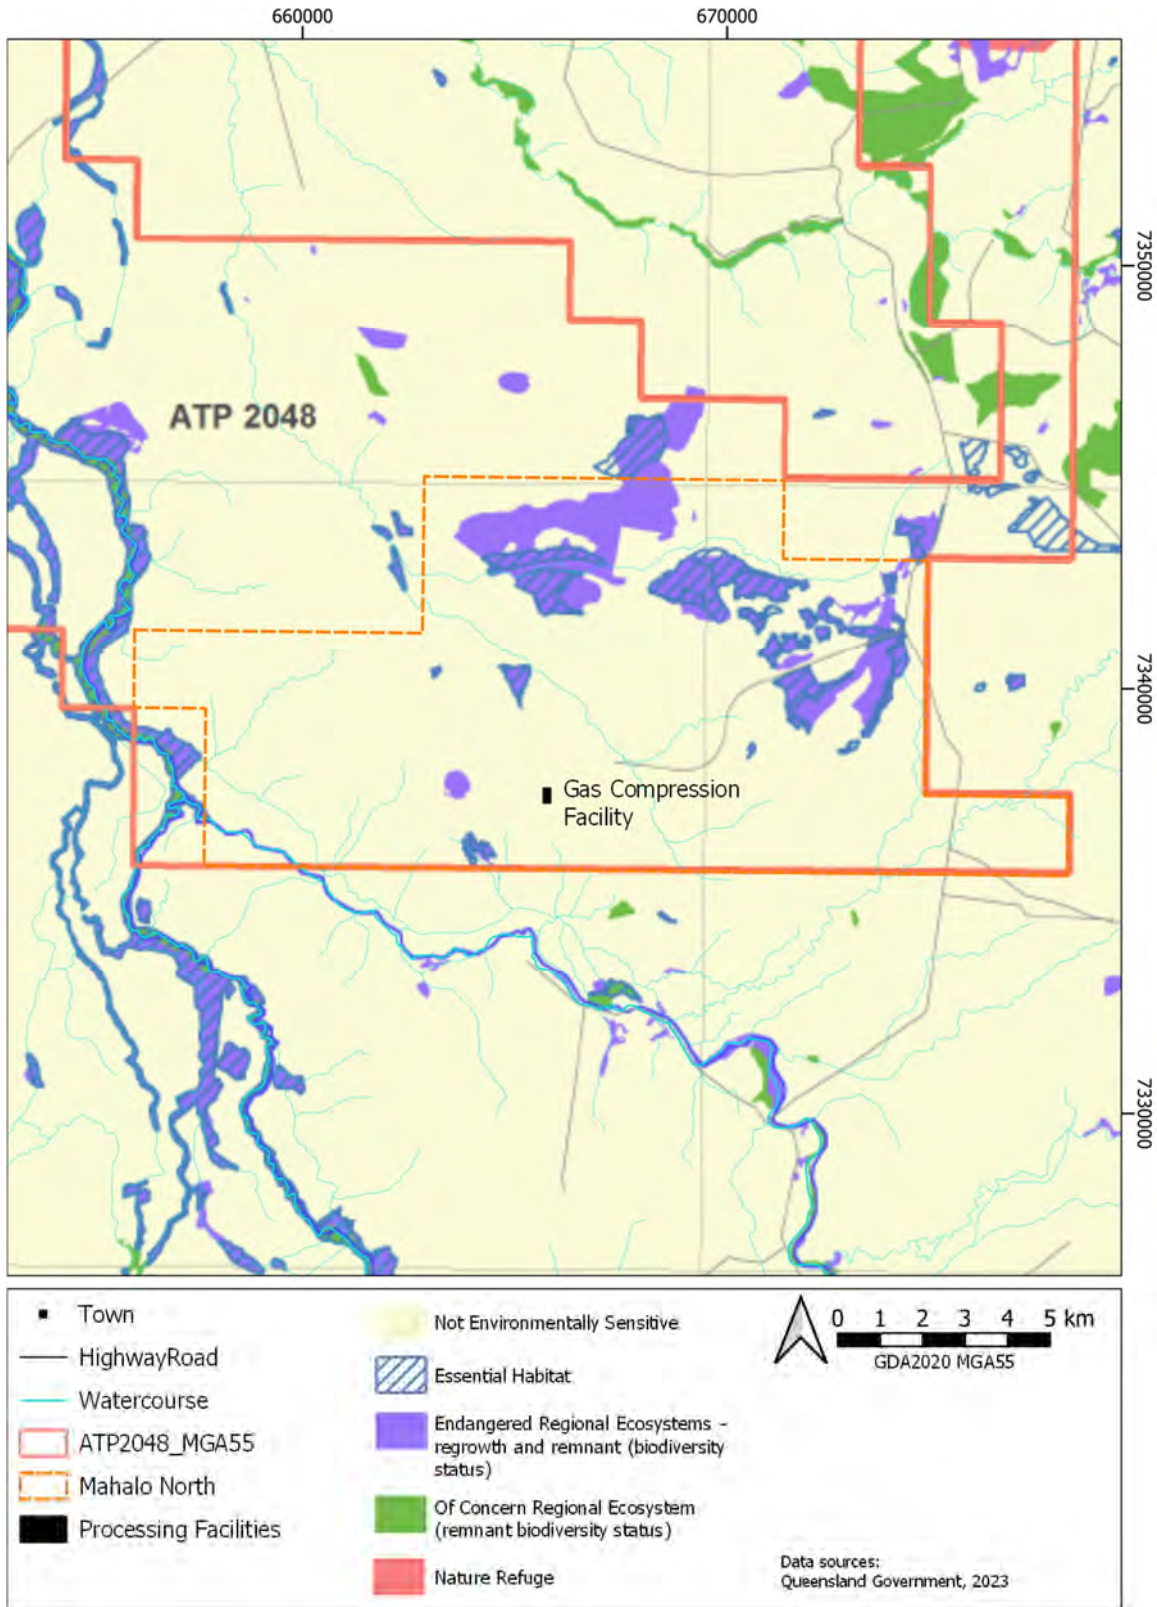 660000
670000
7350000
ATP 2048
7340000
Gas Compression
Facility
7330000
Town
HighwayRoad
Watercourse
ATP2048_MGA55
Mahalo North
Processing Facilities
Not Environmentally Sensitive
Essential Habitat
Endangered Regional Ecosystems -
regrowth and remnant (biodiversity
status)
Of Concern Regional Ecosystem
(remnant biodiversity status)
Nature Refuge
0 1 2 3 4 5 km
GDA2020 MGA55
Data sources:
Queensland Government, 2023